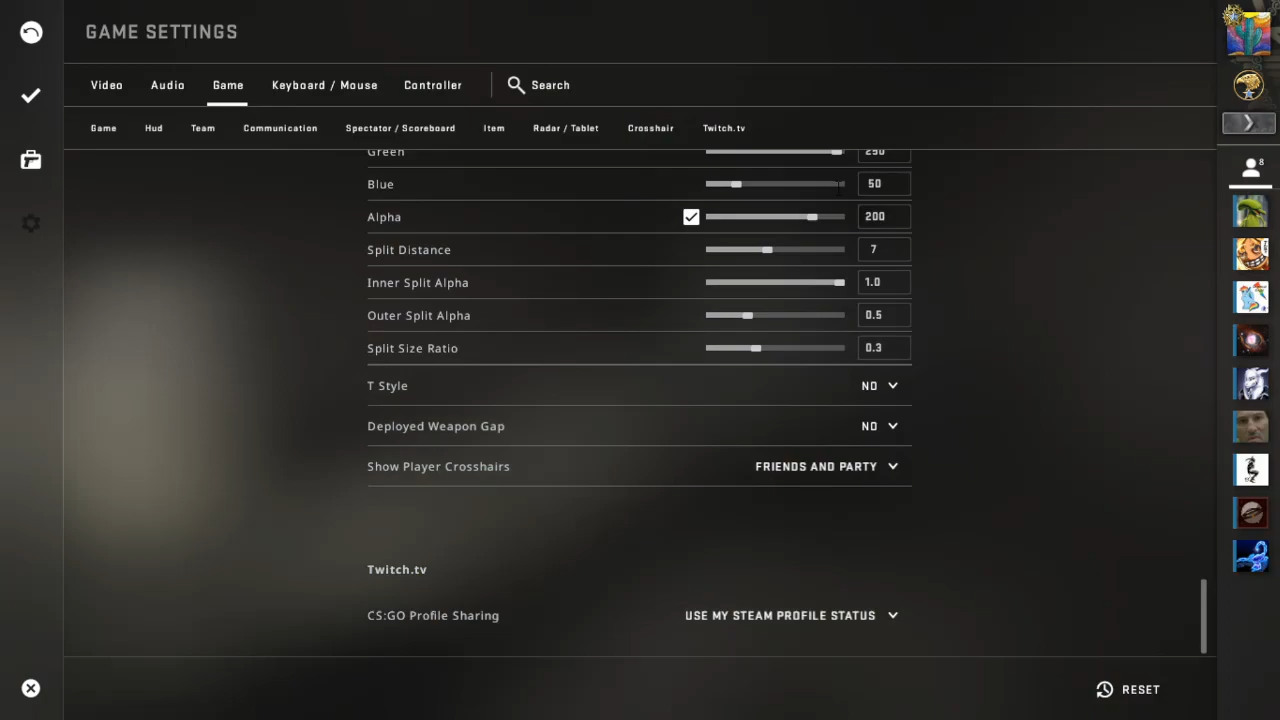 GAME SETTINGS
Video Audio Game Keyboard / Mouse Controller Search
Game Hud Team Communication Spectator / Scoreboard Item Radar / Tablet Crosshair Twitch.tv
Green 250
8
Blue 50
Alpha 200
Split Distance 7
Inner Split Alpha 1.0
Outer Split Alpha 0.5
Split Size Ratio 0.3
T Style NO
Deployed Weapon Gap NO
Show Player Crosshairs FRIENDS AND PARTY
Twitch.tv
CS:GO Profile Sharing USE MY STEAM PROFILE STATUS
RESET